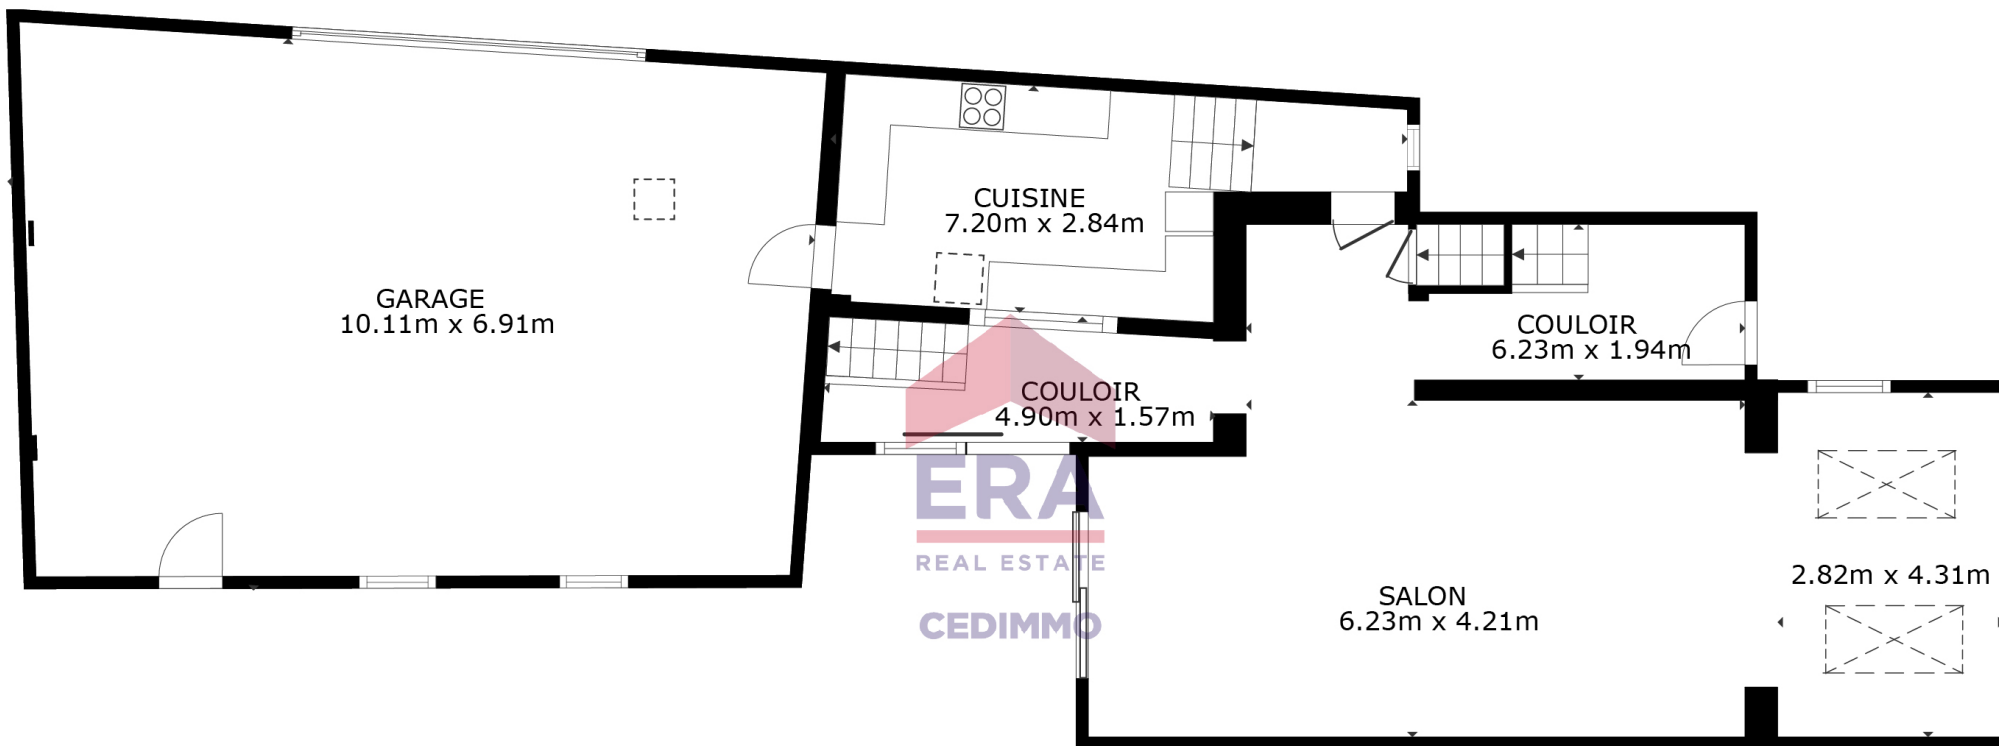 CUISINE
7.20m x 2.84m
GARAGE
10.11m x 6.91m
COULOIR
6.23m x 1.94m
COULOIR
4.90m x 1.57m
ERA
REAL ESTATE
CEDIMMO
2.82m x 4.31m
SALON
6.23m x 4.21m